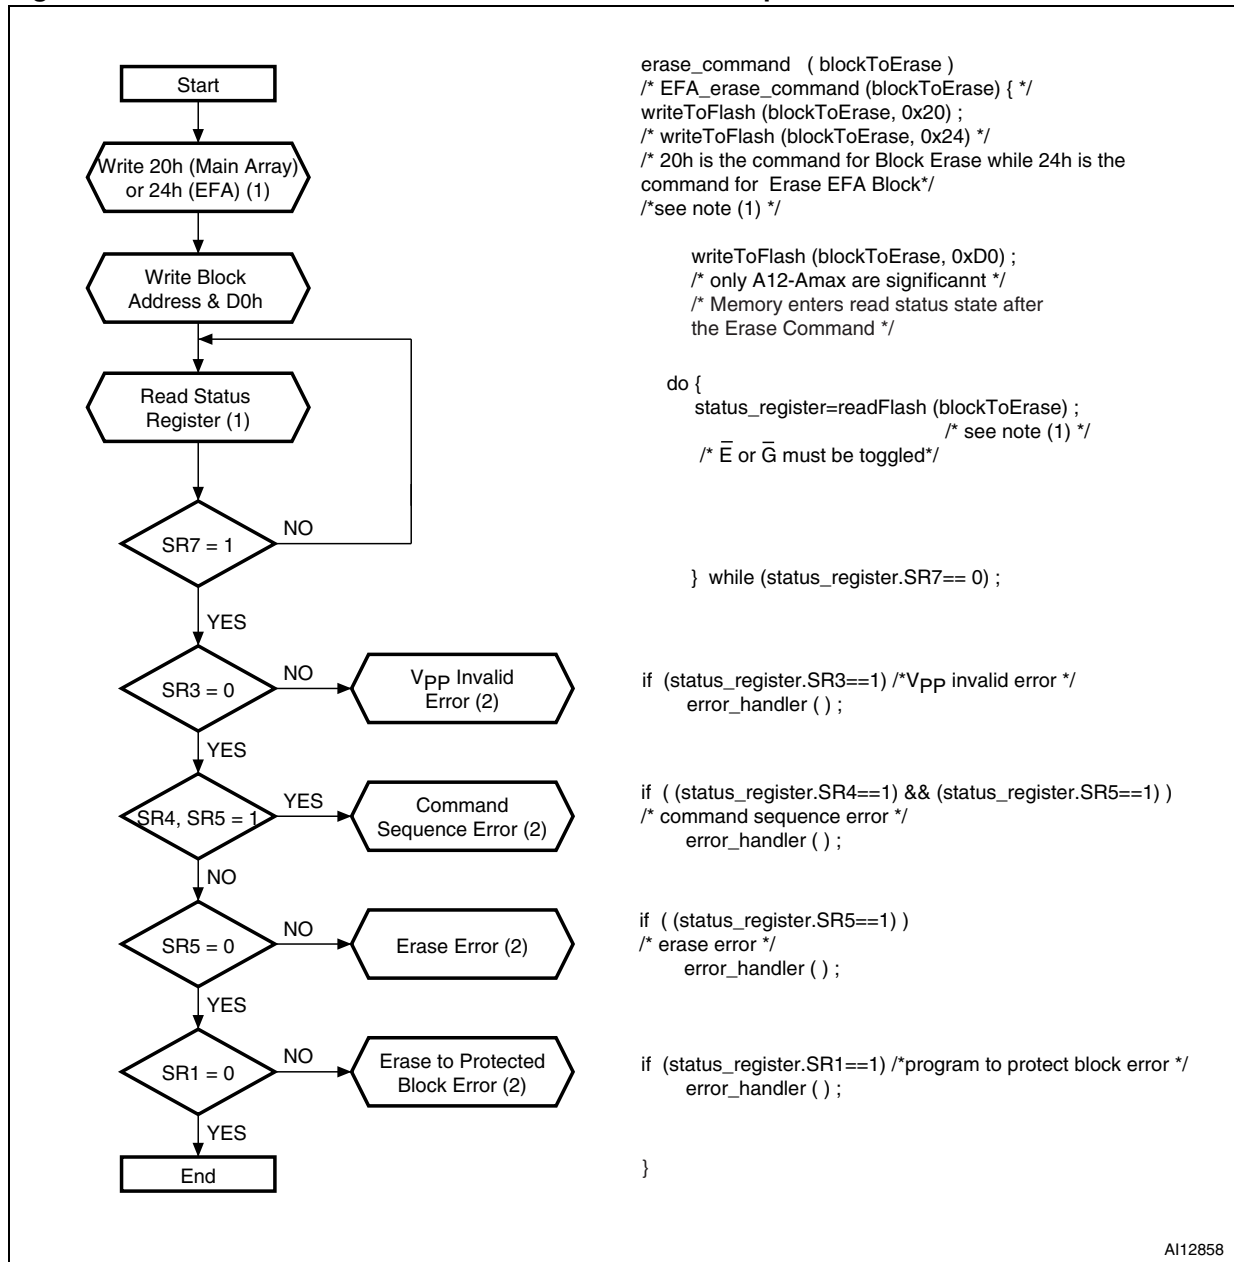 Start
Write 20h (Main Array)
or 24h (EFA) (1)
Write Block
Address & D0h
Read Status
Register (1)
SR7 = 1
NO
YES
SR3 = 0
NO
VPP Invalid
Error (2)
YES
SR4, SR5 = 1
YES
Command
Sequence Error (2)
NO
SR5 = 0
NO
Erase Error (2)
YES
SR1 = 0
NO
Erase to Protected
Block Error (2)
YES
End
erase_command ( blockToErase )
/* EFA_erase_command (blockToErase) { */
writeToFlash (blockToErase, 0x20) ;
/* writeToFlash (blockToErase, 0x24) */
/* 20h is the command for Block Erase while 24h is the
command for Erase EFA Block*/
/*see note (1) */
writeToFlash (blockToErase, 0xD0) ;
/* only A12-Amax are significannt */
/* Memory enters read status state after
the Erase Command */
do {
status_register=readFlash (blockToErase) ;
/* see note (1) */
/* E̅ or G̅ must be toggled*/
} while (status_register.SR7== 0) ;
if (status_register.SR3==1) /*VPP invalid error */
error_handler ( ) ;
if ( (status_register.SR4==1) && (status_register.SR5==1) )
/* command sequence error */
error_handler ( ) ;
if ( (status_register.SR5==1) )
/* erase error */
error_handler ( ) ;
if (status_register.SR1==1) /*program to protect block error */
error_handler ( ) ;
}
AI12858